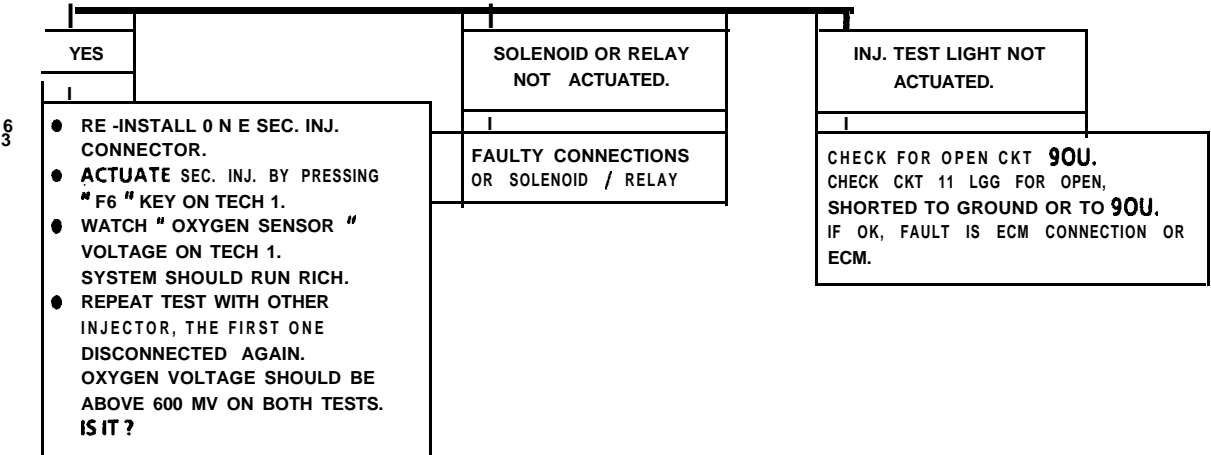 YES
6
3
● RE -INSTALL 0 N E SEC. INJ.
CONNECTOR.
● ACTUATE SEC. INJ. BY PRESSING
" F6 " KEY ON TECH 1.
● WATCH " OXYGEN SENSOR "
VOLTAGE ON TECH 1.
SYSTEM SHOULD RUN RICH.
● REPEAT TEST WITH OTHER
INJECTOR, THE FIRST ONE
DISCONNECTED AGAIN.
OXYGEN VOLTAGE SHOULD BE
ABOVE 600 MV ON BOTH TESTS.
IS IT ?
SOLENOID OR RELAY
NOT ACTUATED.
FAULTY CONNECTIONS
OR SOLENOID / RELAY
INJ. TEST LIGHT NOT
ACTUATED.
CHECK FOR OPEN CKT 90U.
CHECK CKT 11 LGG FOR OPEN,
SHORTED TO GROUND OR TO 90U.
IF OK, FAULT IS ECM CONNECTION OR
ECM.